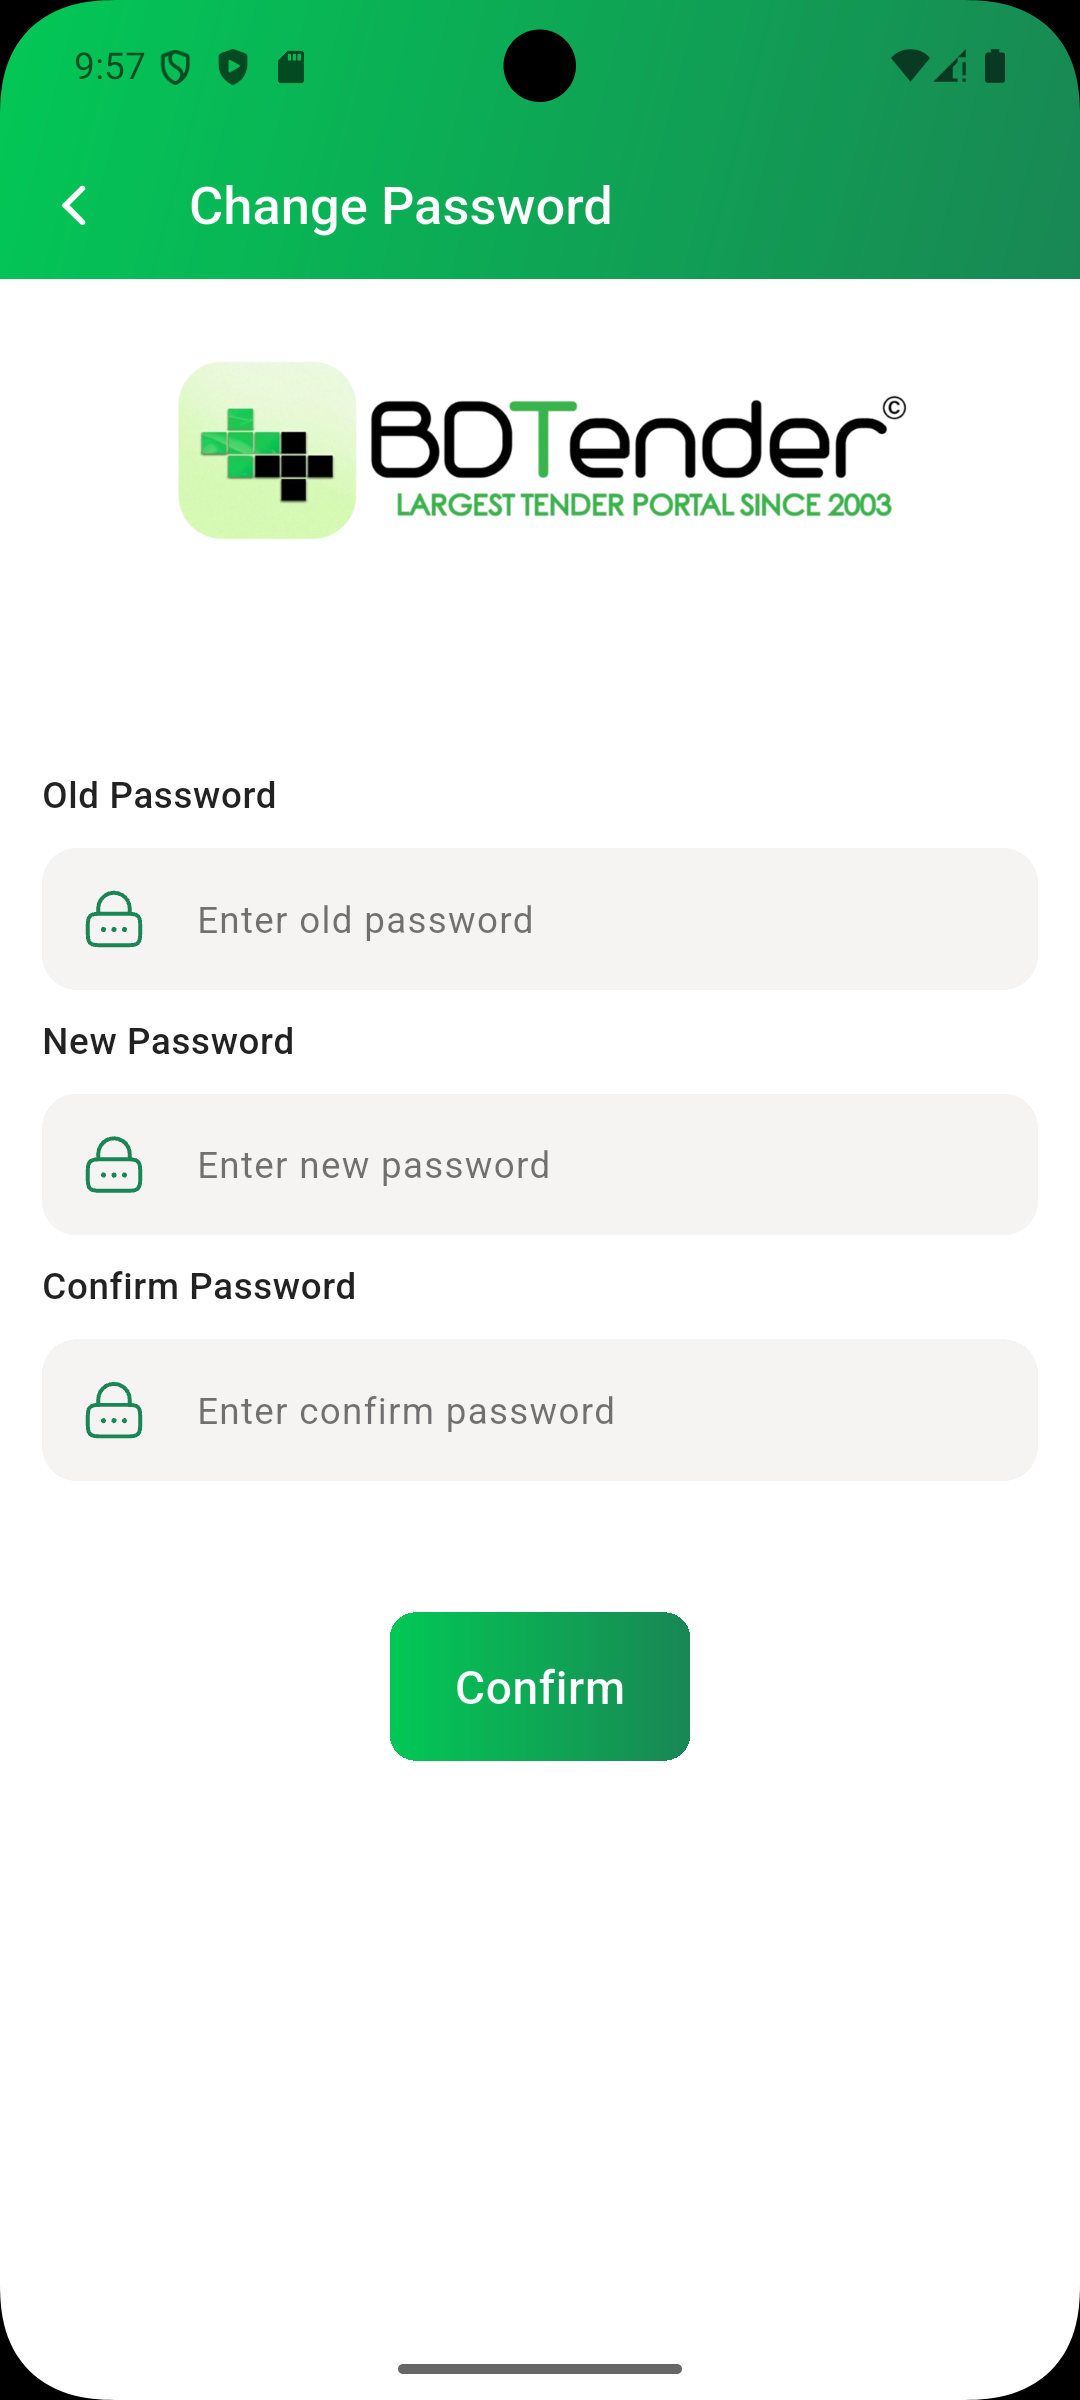 9:57
Change Password
BDTender©
LARGEST TENDER PORTAL SINCE 2003
Old Password
Enter old password
New Password
Enter new password
Confirm Password
Enter confirm password
Confirm